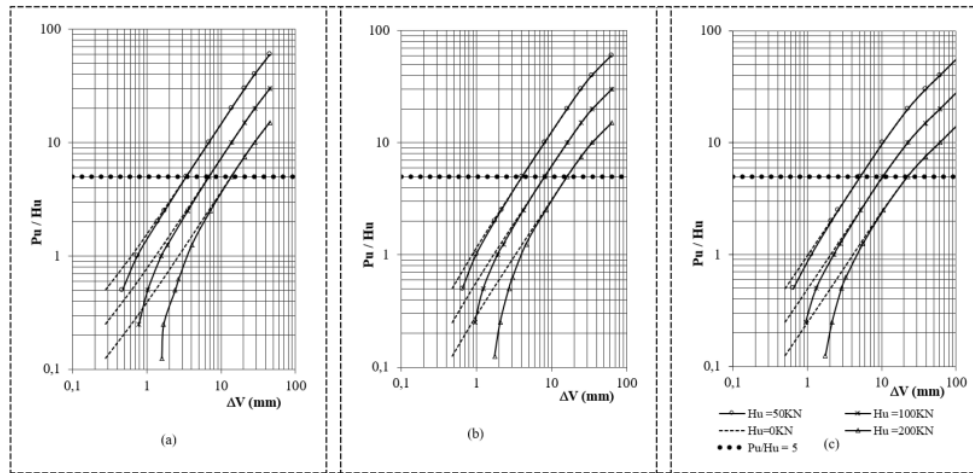 100
10
1
0,1
Pu / Hu
0,1 1 10 100
ΔV (mm)
(a)
100
10
1
0,1
Pu / Hu
0,1 1 10 100
ΔV (mm)
(b)
100
10
1
0,1
Pu / Hu
0,1 1 10 100
ΔV (mm)
Hu =50KN
Hu =100KN
Hu=0KN
Hu =200KN
Pu/Hu = 5
(c)